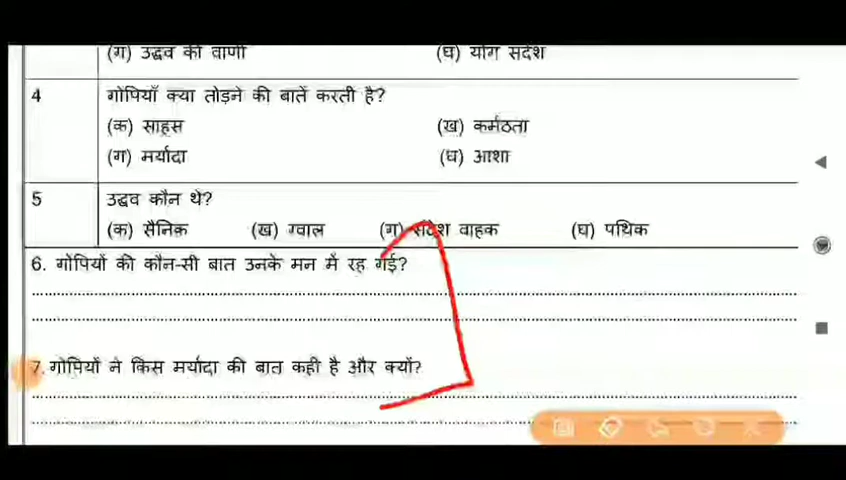 (ग) उद्धव की वाणी (घ) योग संदेश
4 गोपियाँ क्या तोड़ने की बातें करती है?
(क) साहस (ख) कर्मठता
(ग) मर्यादा (घ) आशा
5 उद्धव कौन थे?
(क) सैनिक (ख) ग्वाल (ग) संदेश वाहक (घ) पथिक
6. गोपियों की कौन-सी बात उनके मन में रह गई?
7. गोपियों ने किस मर्यादा की बात कही है और क्यों?